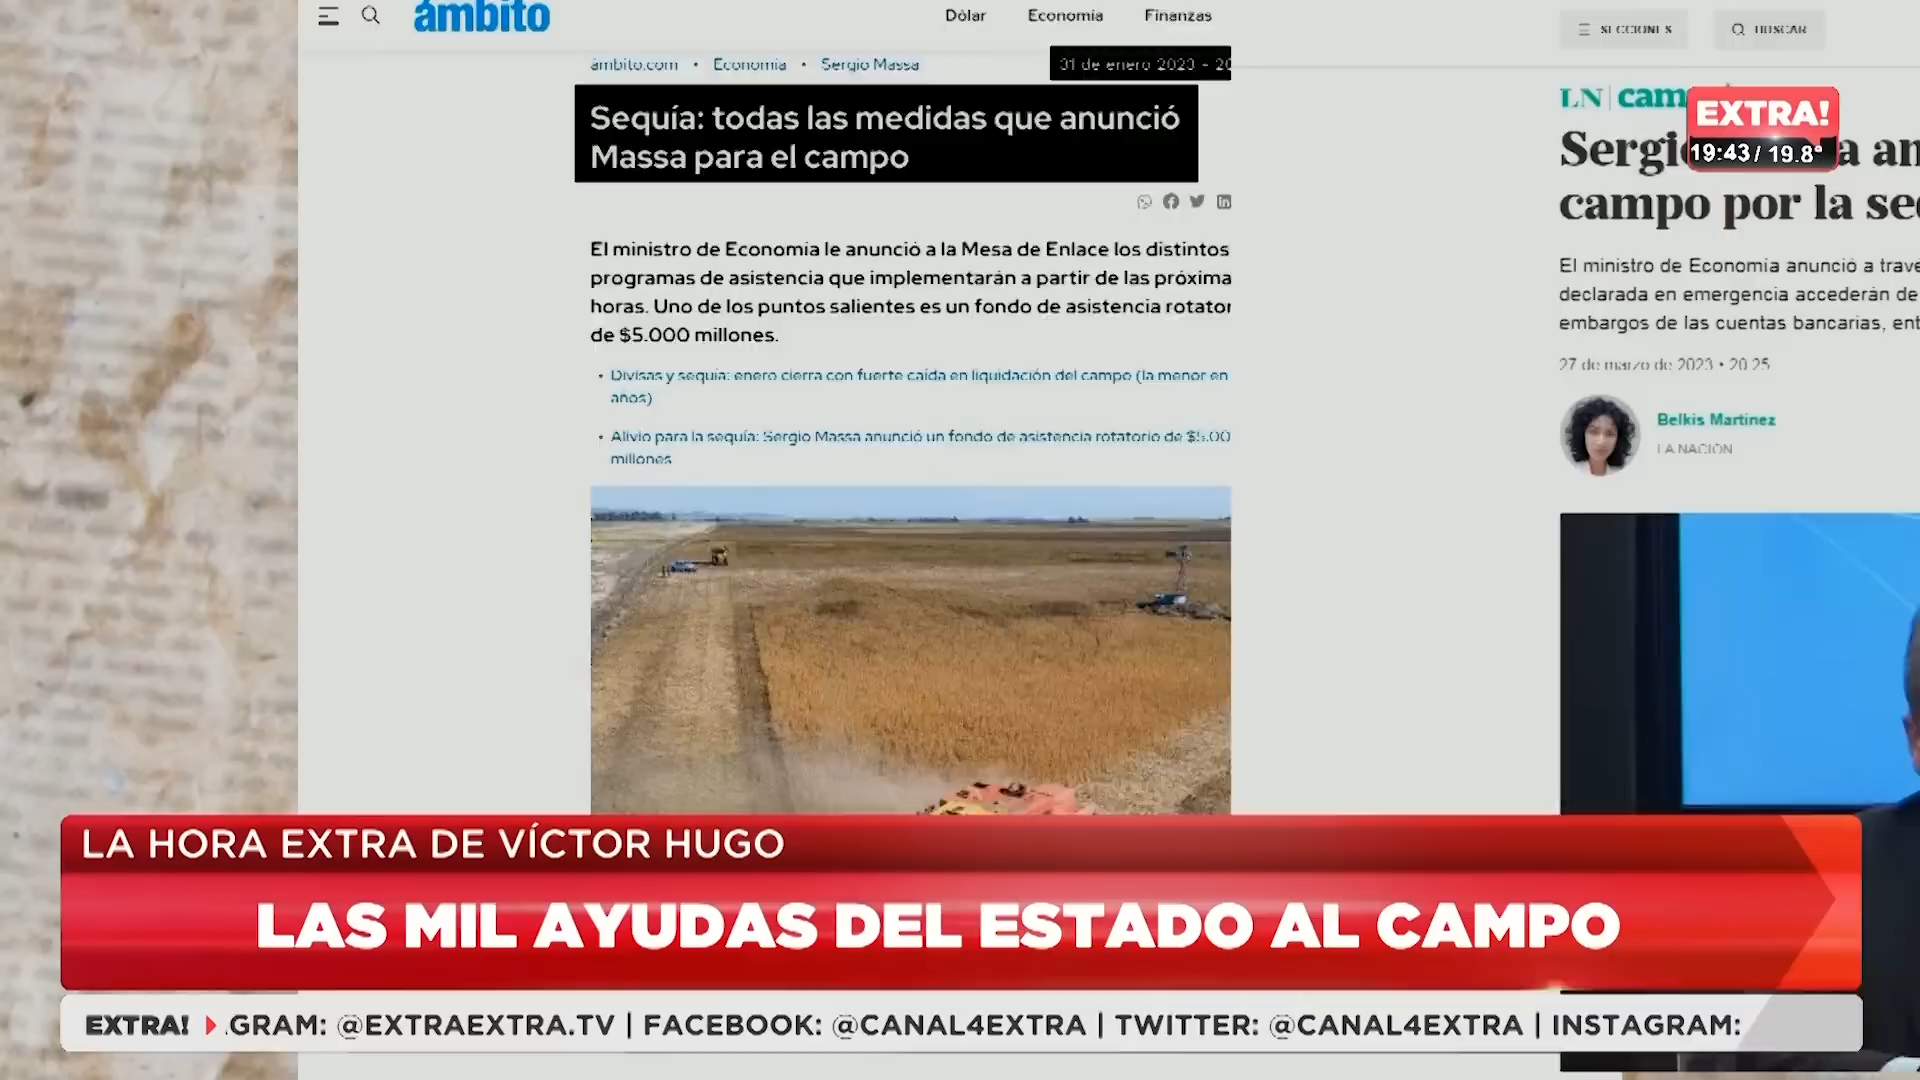 ámbito
Dólar Economía Finanzas
ámbito.com • Economía • Sergio Massa
31 de enero 2023 - 20
Sequía: todas las medidas que anunció
Massa para el campo
El ministro de Economía le anunció a la Mesa de Enlace los distintos
programas de asistencia que implementarán a partir de las próxima
horas. Uno de los puntos salientes es un fondo de asistencia rotator
de $5.000 millones.
• Divisas y sequía: enero cierra con fuerte caída en liquidación del campo (la menor en
años)
• Alivio para la sequía: Sergio Massa anunció un fondo de asistencia rotatorio de $5.00
millones
SECCIONES BUSCAR
LN cam
Sergi a an
campo por la se
El ministro de Economía anunció a trav
declarada en emergencia accederán de
embargos de las cuentas bancarias, ent
27 de marzo de 2023 • 20:25
Belkis Martinez
LA NACION
EXTRA!
19:43 / 19.8°
LA HORA EXTRA DE VÍCTOR HUGO
LAS MIL AYUDAS DEL ESTADO AL CAMPO
EXTRA! .GRAM: @EXTRAEXTRA.TV | FACEBOOK: @CANAL4EXTRA | TWITTER: @CANAL4EXTRA | INSTAGRAM: